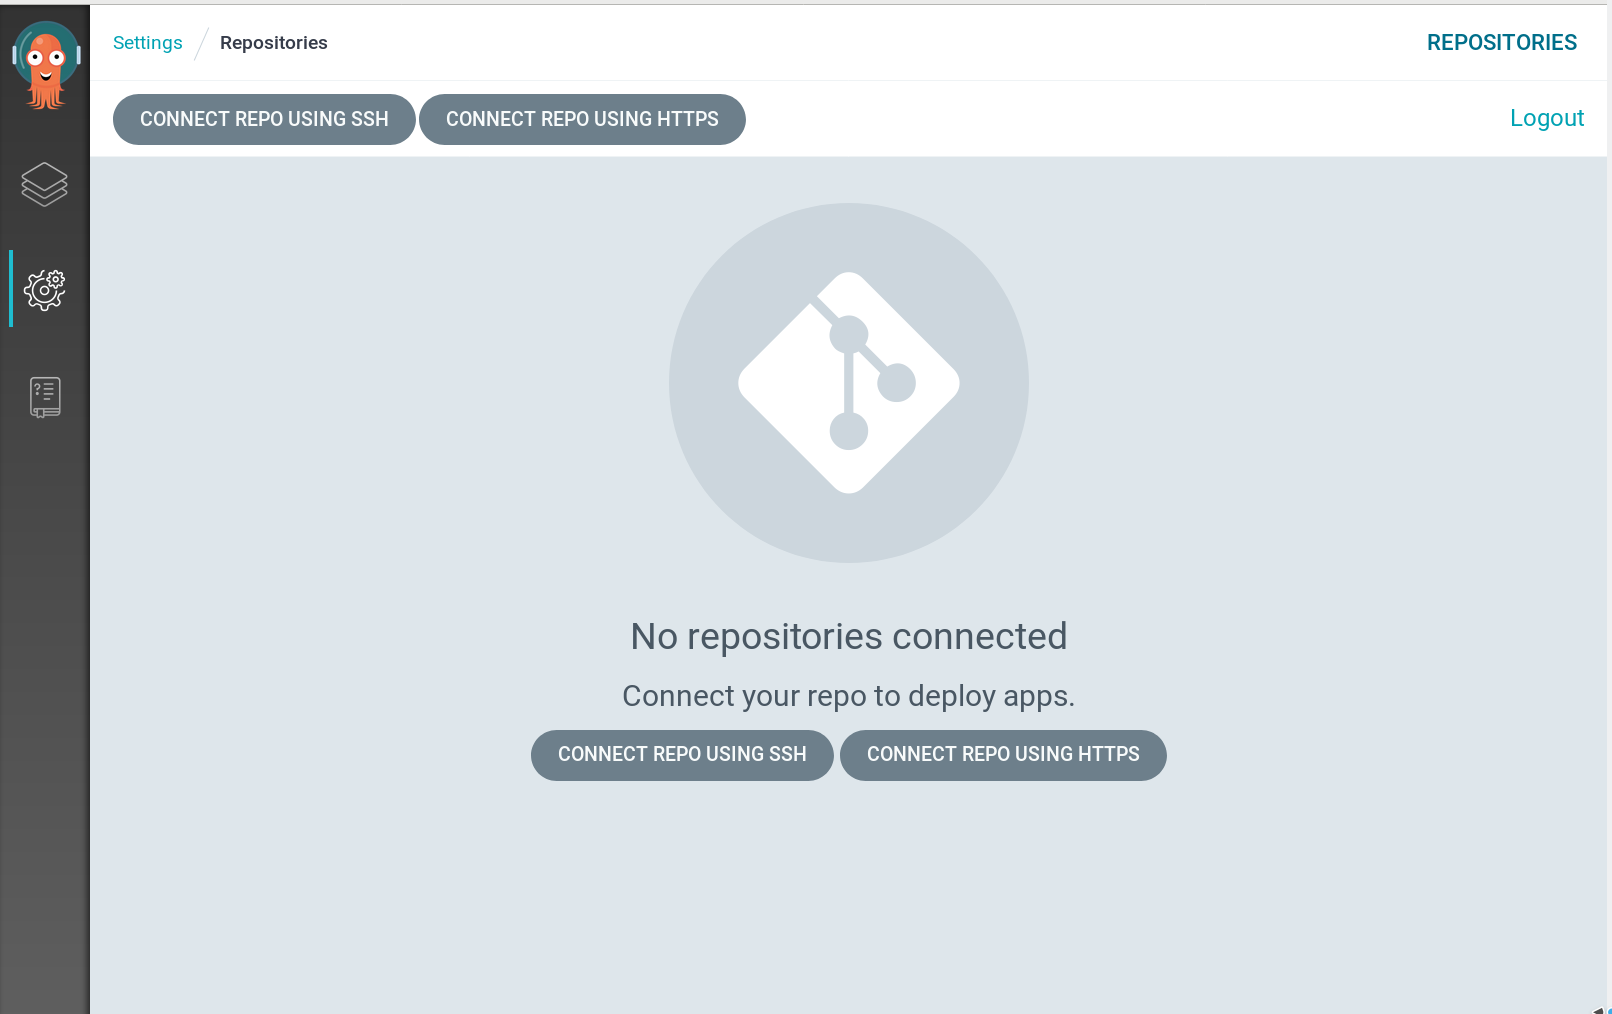 Settings / Repositories REPOSITORIES
CONNECT REPO USING SSH CONNECT REPO USING HTTPS Logout
No repositories connected
Connect your repo to deploy apps.
CONNECT REPO USING SSH CONNECT REPO USING HTTPS